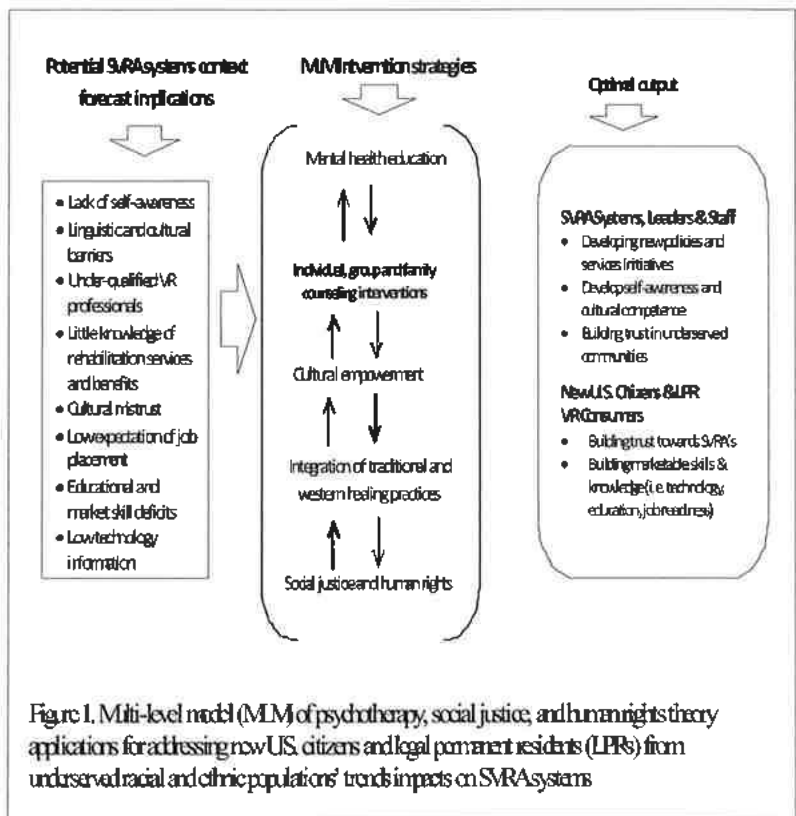 Potential SVRA systems context
forecast implications
MLM Intvention strategies
Optimal output
• Lack of self-awareness
• Linguistic and cultural
barriers
• Under-qualified VR
professionals
• Little knowledge of
rehabilitation services
and benefits
• Cultural mistrust
• Low expectation of job
placement
• Educational and
market skill deficits
• Low technology
information
Mental health education
Individual, group and family
counseling interventions
Cultural empowerment
Integration of traditional and
western healing practices
Social justice and human rights
SVRA Systems, Leaders & Staff
• Developing new policies and
services initiatives
• Develop self-awareness and
cultural competence
• Building trust in underserved
communities
New U.S. Citizens & LPR
VR Consumers
• Building trust towards SVRA's
• Building marketable skills &
knowledge (i.e. technology,
education, job readiness)
Figure 1. Multi-level model (MLM) of psychotherapy, social justice, and human rights theory
applications for addressing new U.S. citizens and legal permanent residents (LPRs) from
underserved racial and ethnic populations' trends impacts on SVRA systems